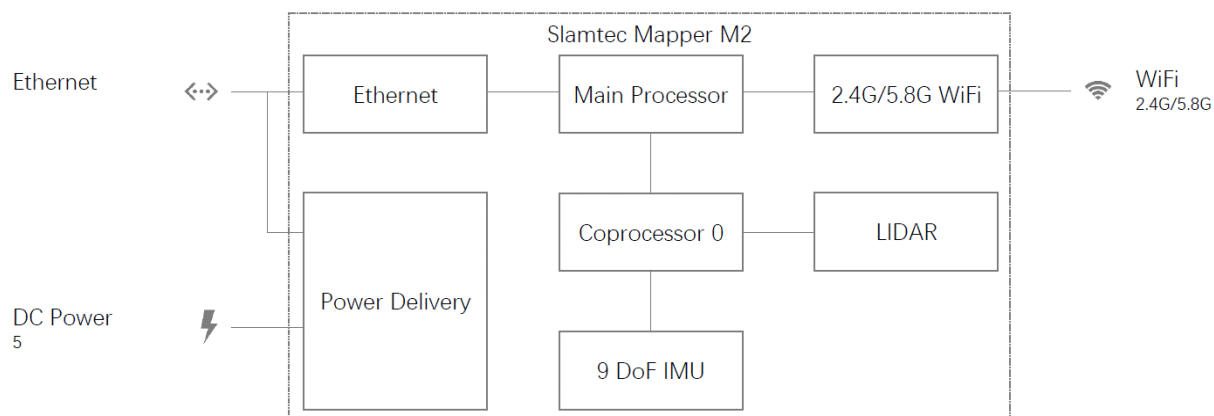 Slamtec Mapper M2
Ethernet
Ethernet
Main Processor
2.4G/5.8G WiFi
WiFi
2.4G/5.8G
Coprocessor 0
LIDAR
Power Delivery
DC Power
5
9 DoF IMU